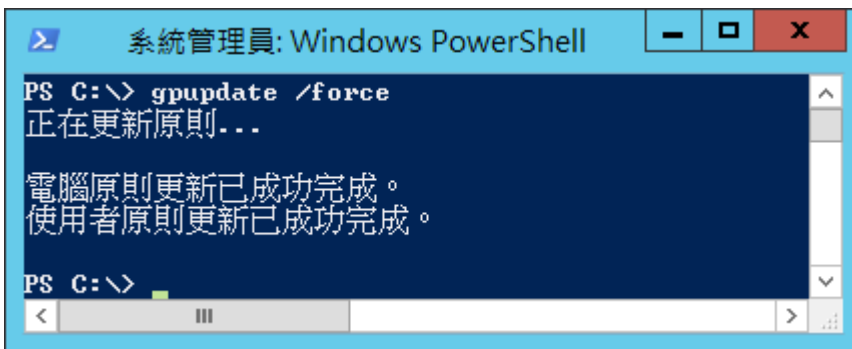 系統管理員: Windows PowerShell
PS C:\> gpupdate /force
正在更新原則...
電腦原則更新已成功完成。
使用者原則更新已成功完成。
PS C:\>